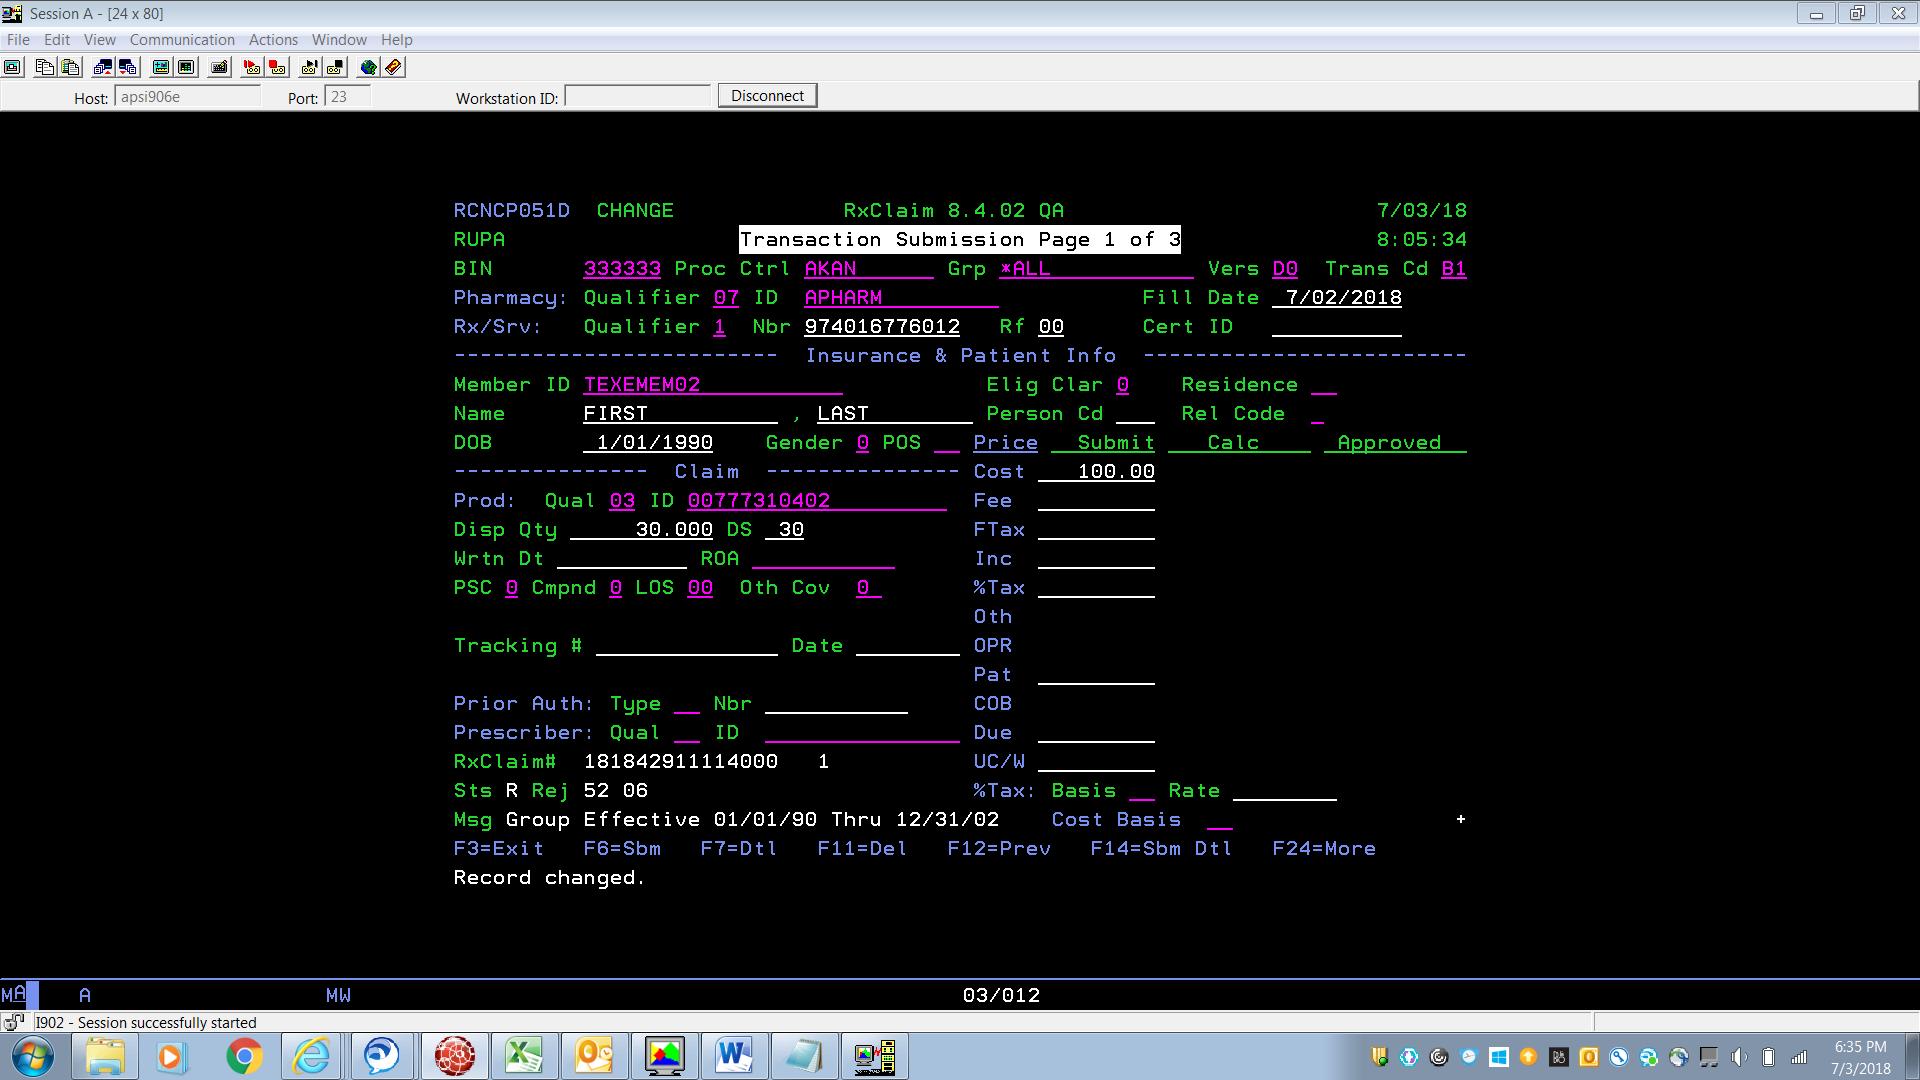 Session A - [24 x 80]
File Edit View Communication Actions Window Help
Host: apsi906e Port: 23 Workstation ID: Disconnect
RCNCP051D CHANGE RxClaim 8.4.02 QA 7/03/18
RUPA Transaction Submission Page 1 of 3 8:05:34
BIN 333333 Proc Ctrl AKAN Grp *ALL Vers D0 Trans Cd B1
Pharmacy: Qualifier 07 ID APHARM Fill Date 7/02/2018
Rx/Srv: Qualifier 1 Nbr 974016776012 Rf 00 Cert ID
------------------------- Insurance & Patient Info -------------------------
Member ID TEXEMEM02 Elig Clar 0 Residence
Name FIRST , LAST Person Cd Rel Code
DOB 1/01/1990 Gender 0 POS Price Submit Calc Approved
--------------- Claim --------------- Cost 100.00
Prod: Qual 03 ID 00777310402 Fee
Disp Qty 30.000 DS 30 FTax
Wrtn Dt ROA Inc
PSC 0 Cmpnd 0 LOS 00 Oth Cov 0 %Tax
Oth
Tracking # Date OPR
Pat
Prior Auth: Type Nbr COB
Prescriber: Qual ID Due
RxClaim# 181842911114000 1 UC/W
Sts R Rej 52 06 %Tax: Basis Rate
Msg Group Effective 01/01/90 Thru 12/31/02 Cost Basis +
F3=Exit F6=Sbm F7=Dtl F11=Del F12=Prev F14=Sbm Dtl F24=More
Record changed.
MA A MW 03/012
I902 - Session successfully started
6:35 PM
7/3/2018